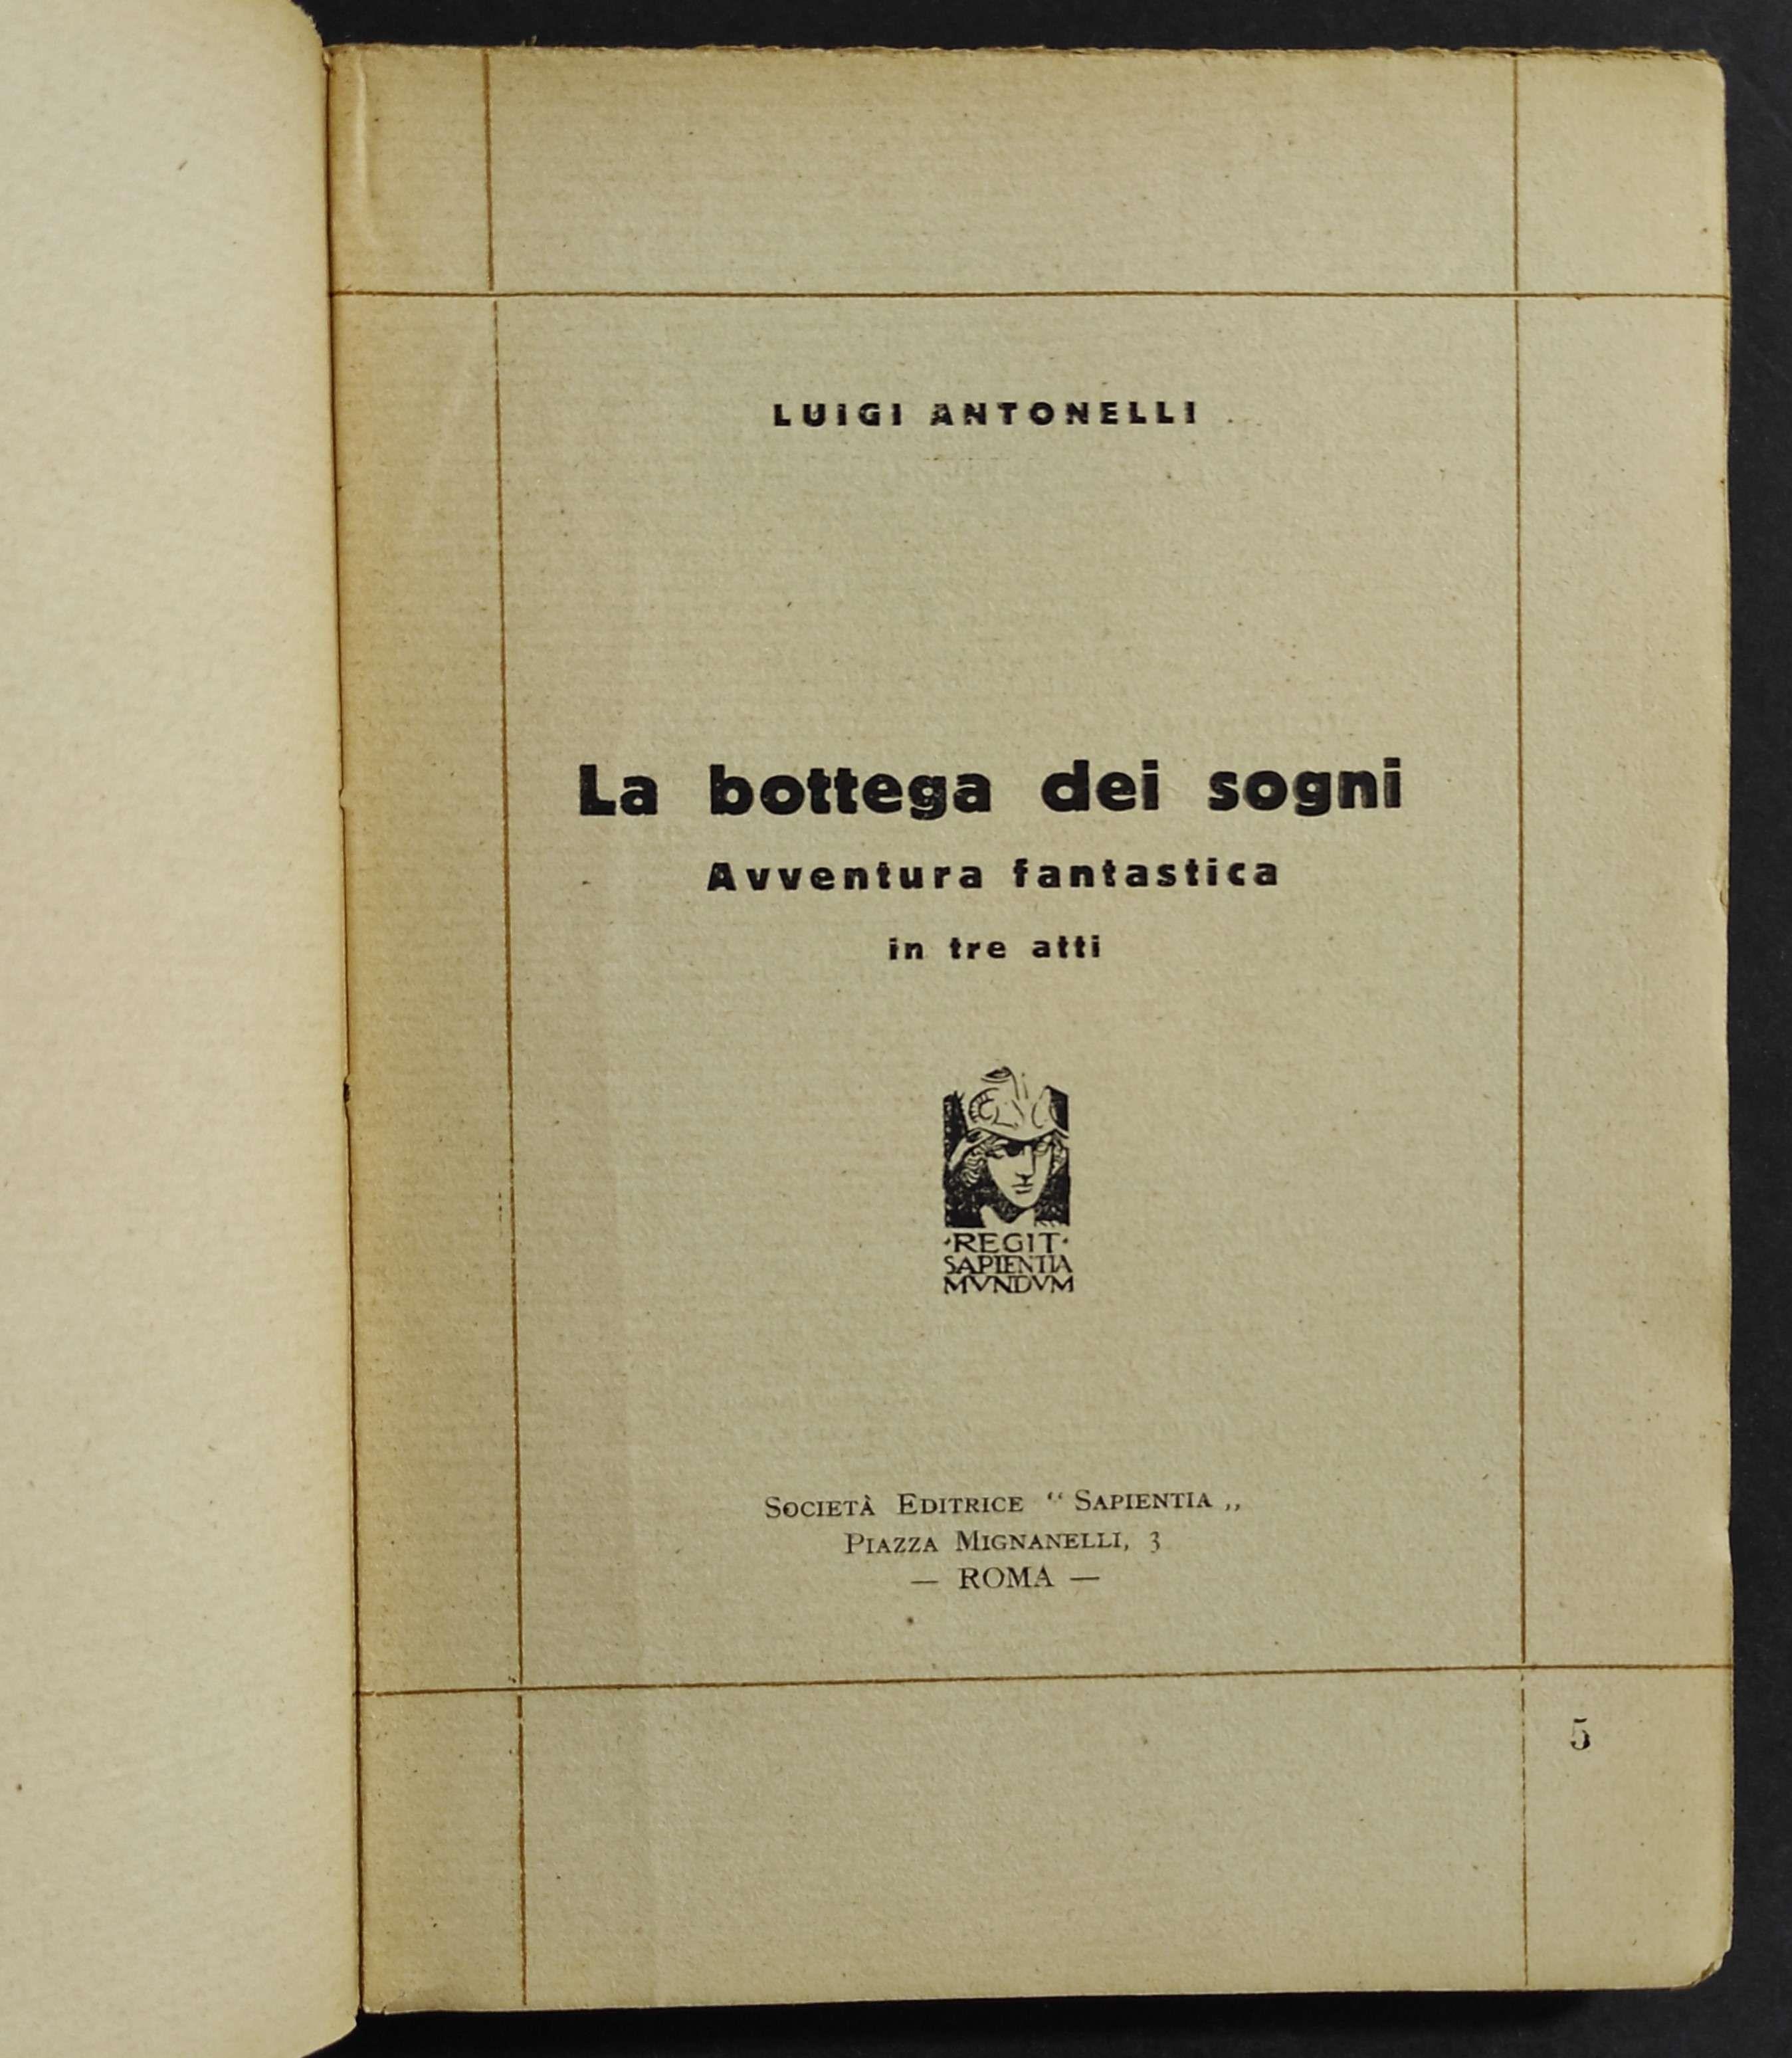 LUIGI ANTONELLI
La bottega dei sogni
Avventura fantastica
in tre atti
·REGIT·
SAPIENTIA
MVNDVM
SOCIETÀ EDITRICE “ SAPIENTIA „
PIAZZA MIGNANELLI, 3
— ROMA —
5